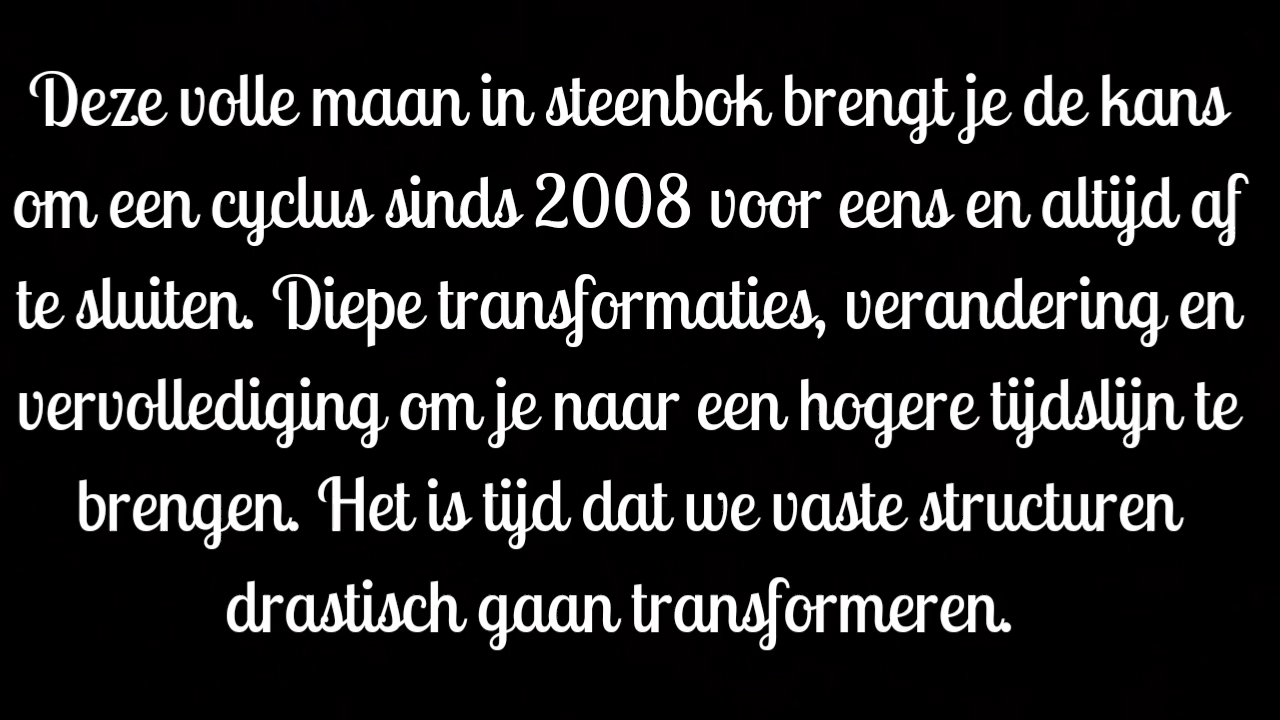 Deze volle maan in steenbok brengt je de kans
om een cyclus sinds 2008 voor eens en altijd af
te sluiten. Diepe transformaties, verandering en
vervollediging om je naar een hogere tijdslijn te
brengen. Het is tijd dat we vaste structuren
drastisch gaan transformeren.